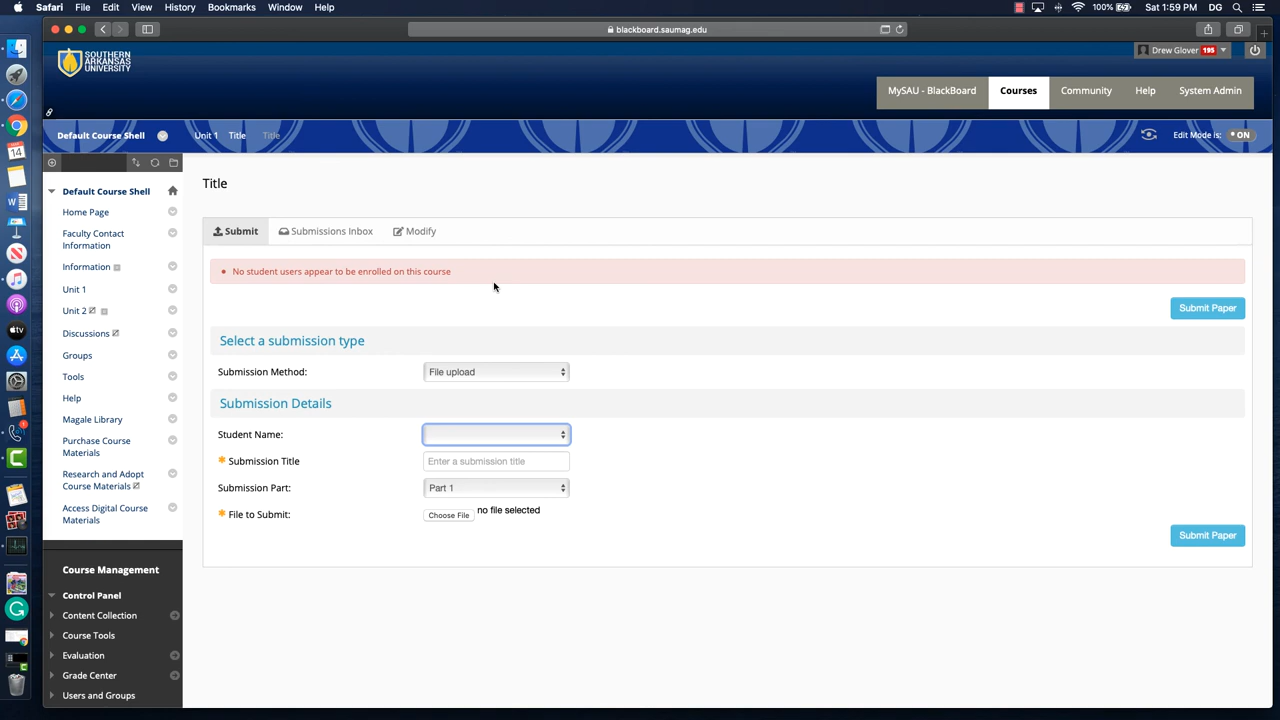 Safari File Edit View History Bookmarks Window Help 100% Sat 1:59 PM DG
blackboard.saumag.edu
SOUTHERN
ARKANSAS
UNIVERSITY
Drew Glover 195
MySAU - BlackBoard Courses Community Help System Admin
Default Course Shell Unit 1 Title Title Edit Mode is: ON
Title
Default Course Shell
Home Page
Faculty Contact
Information
Information
Unit 1
Unit 2
Discussions
Groups
Tools
Help
Magale Library
Purchase Course
Materials
Research and Adopt
Course Materials
Access Digital Course
Materials
Course Management
Control Panel
Content Collection
Course Tools
Evaluation
Grade Center
Users and Groups
Submit Submissions Inbox Modify
No student users appear to be enrolled on this course
Submit Paper
Select a submission type
Submission Method: File upload
Submission Details
Student Name:
Submission Title Enter a submission title
Submission Part: Part 1
File to Submit: Choose File no file selected
Submit Paper